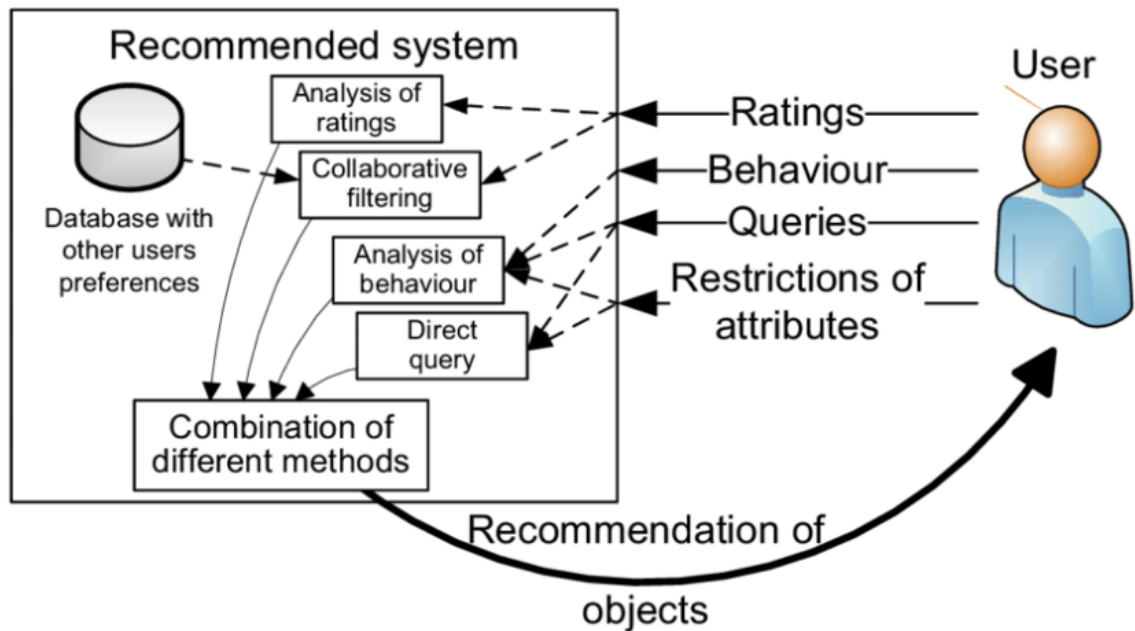 Recommended system
User
Analysis of
ratings
Ratings
Collaborative
filtering
Behaviour
Database with
other users
preferences
Queries
Analysis of
behaviour
Restrictions of
attributes
Direct
query
Combination of
different methods
Recommendation of
objects